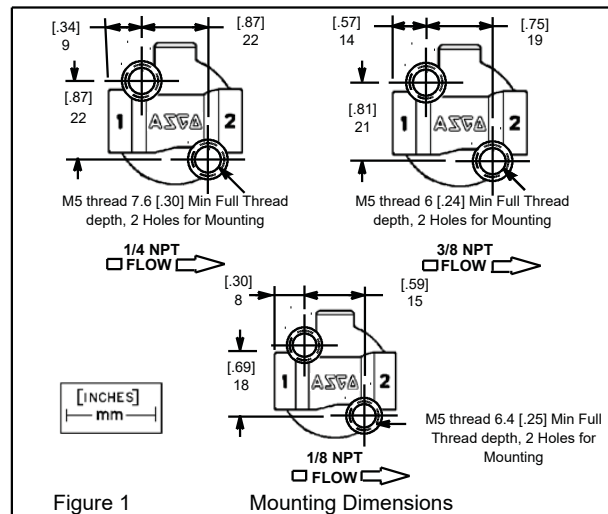 [.34]
9
[.87]
22
[.87]
22
1 ASCO 2
M5 thread 7.6 [.30] Min Full Thread
depth, 2 Holes for Mounting
1/4 NPT
FLOW
[.57]
14
[.75]
19
[.81]
21
1 ASCO 2
M5 thread 6 [.24] Min Full Thread
depth, 2 Holes for Mounting
3/8 NPT
FLOW
[.30]
8
[.59]
15
[.69]
18
1 ASCO 2
M5 thread 6.4 [.25] Min Full
Thread depth, 2 Holes for
Mounting
1/8 NPT
FLOW
[INCHES]
mm
Figure 1 Mounting Dimensions